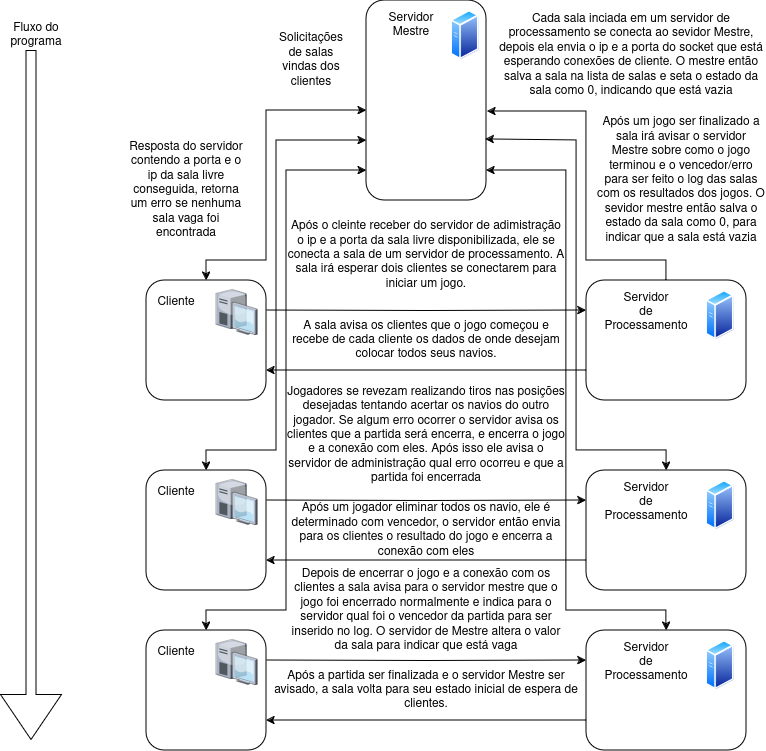 Fluxo do
programa
Solicitações
de salas
vindas dos
clientes
Servidor
Mestre
Cada sala inciada em um servidor de
processamento se conecta ao sevidor Mestre,
depois ela envia o ip e a porta do socket que está
esperando conexões de cliente. O mestre então
salva a sala na lista de salas e seta o estado da
sala como 0, indicando que está vazia
Após um jogo ser finalizado a
sala irá avisar o servidor
Mestre sobre como o jogo
terminou e o vencedor/erro
para ser feito o log das salas
com os resultados dos jogos. O
sevidor mestre então salva o
estado da sala como 0, para
indicar que a sala está vazia
Resposta do servidor
contendo a porta e o
ip da sala livre
conseguida, retorna
um erro se nenhuma
sala vaga foi
encontrada
Após o cleinte receber do servidor de adimistração
o ip e a porta da sala livre disponibilizada, ele se
conecta a sala de um servidor de processamento. A
sala irá esperar dois clientes se conectarem para
iniciar um jogo.
Cliente
Servidor
de
Processamento
A sala avisa os clientes que o jogo começou e
recebe de cada cliente os dados de onde desejam
colocar todos seus navios.
Jogadores se revezam realizando tiros nas posições
desejadas tentando acertar os navios do outro
jogador. Se algum erro ocorrer o servidor avisa os
clientes que a partida será encerra, e encerra o jogo
e a conexão com eles. Após isso ele avisa o
servidor de administração qual erro ocorreu e que a
partida foi encerrada
Cliente
Servidor
de
Processamento
Após um jogador eliminar todos os navio, ele é
determinado com vencedor, o servidor então envia
para os clientes o resultado do jogo e encerra a
conexão com eles
Depois de encerrar o jogo e a conexão com os
clientes a sala avisa para o servidor mestre que o
jogo foi encerrado normalmente e indica para o
servidor qual foi o vencedor da partida para ser
inserido no log. O servidor de Mestre altera o valor
da sala para indicar que está vaga
Cliente
Servidor
de
Processamento
Após a partida ser finalizada e o servidor Mestre ser
avisado, a sala volta para seu estado inicial de espera de
clientes.